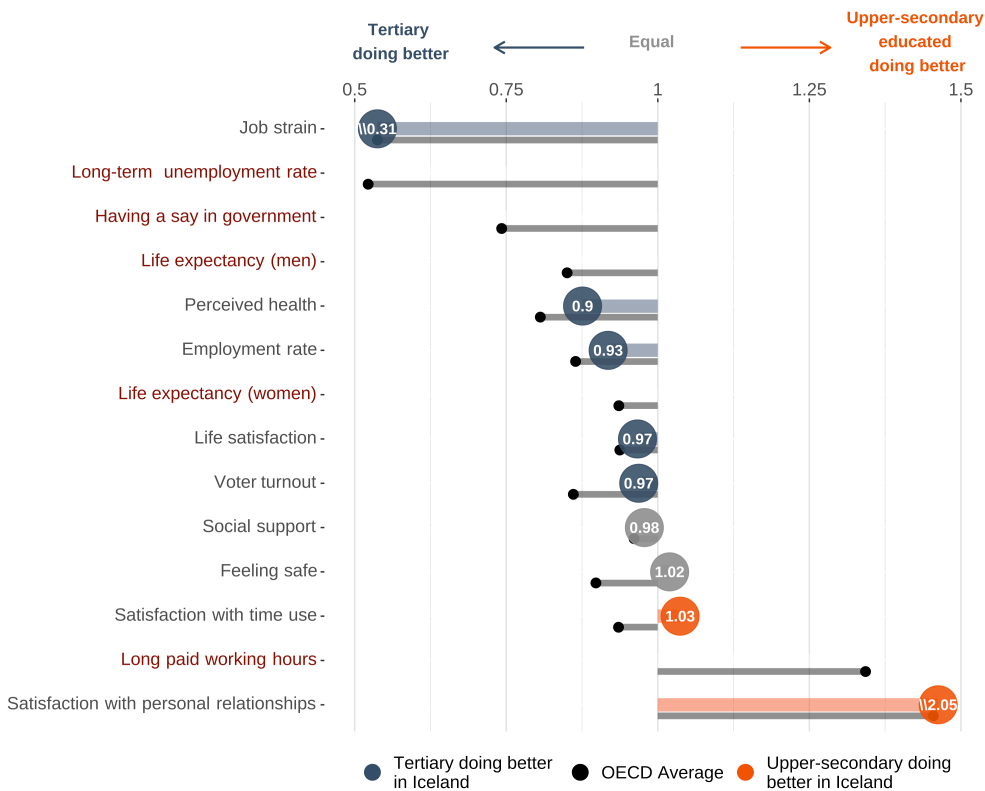 Tertiary
doing better
Equal
Upper-secondary
educated
doing better
0.5 0.75 1 1.25 1.5
Job strain
\\0.31
Long-term unemployment rate
Having a say in government
Life expectancy (men)
Perceived health
0.9
Employment rate
0.93
Life expectancy (women)
Life satisfaction
0.97
Voter turnout
0.97
Social support
0.98
Feeling safe
1.02
Satisfaction with time use
1.03
Long paid working hours
Satisfaction with personal relationships
\\2.05
Tertiary doing better
in Iceland
OECD Average
Upper-secondary doing
better in Iceland